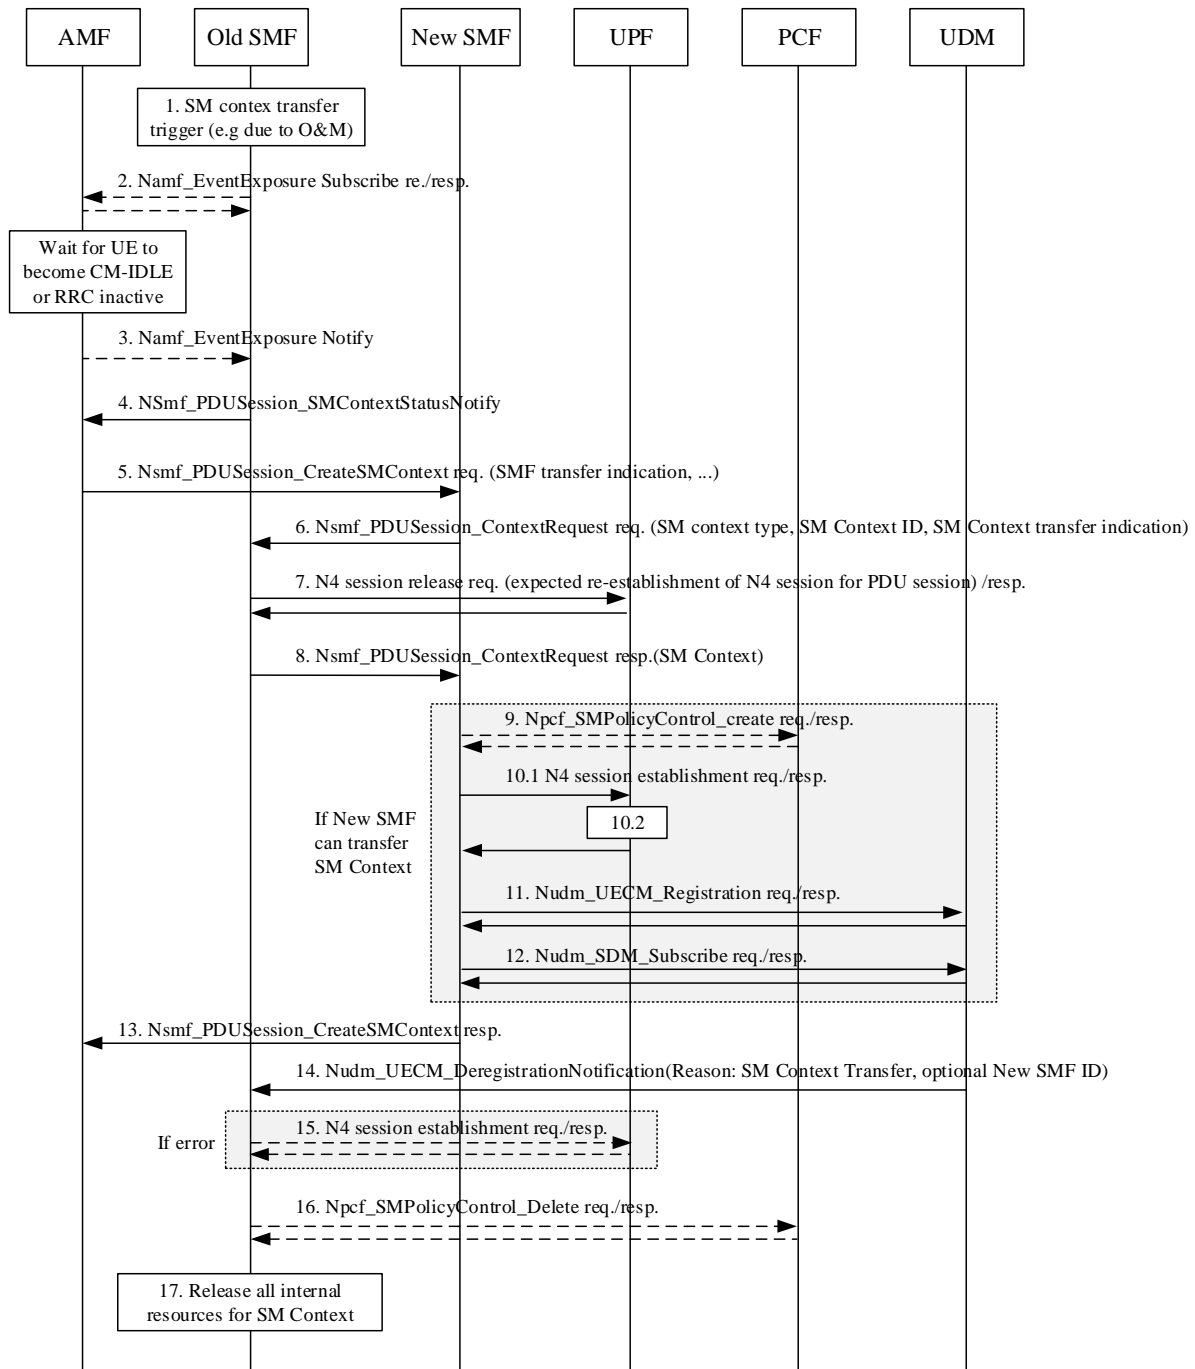 AMF
Old SMF
New SMF
UPF
PCF
UDM
1. SM contex transfer
trigger (e.g due to O&M)
2. Namf_EventExposure Subscribe re./resp.
Wait for UE to
become CM-IDLE
or RRC inactive
3. Namf_EventExposure Notify
4. NSmf_PDUSession_SMContextStatusNotify
5. Nsmf_PDUSession_CreateSMContext req. (SMF transfer indication, ...)
6. Nsmf_PDUSession_ContextRequest req. (SM context type, SM Context ID, SM Context transfer indication)
7. N4 session release req. (expected re-establishment of N4 session for PDU session) /resp.
8. Nsmf_PDUSession_ContextRequest resp.(SM Context)
9. Npcf_SMPolicyControl_create req./resp.
10.1 N4 session establishment req./resp.
If New SMF
can transfer
SM Context
10.2
11. Nudm_UECM_Registration req./resp.
12. Nudm_SDM_Subscribe req./resp.
13. Nsmf_PDUSession_CreateSMContext resp.
14. Nudm_UECM_DeregistrationNotification(Reason: SM Context Transfer, optional New SMF ID)
If error
15. N4 session establishment req./resp.
16. Npcf_SMPolicyControl_Delete req./resp.
17. Release all internal
resources for SM Context